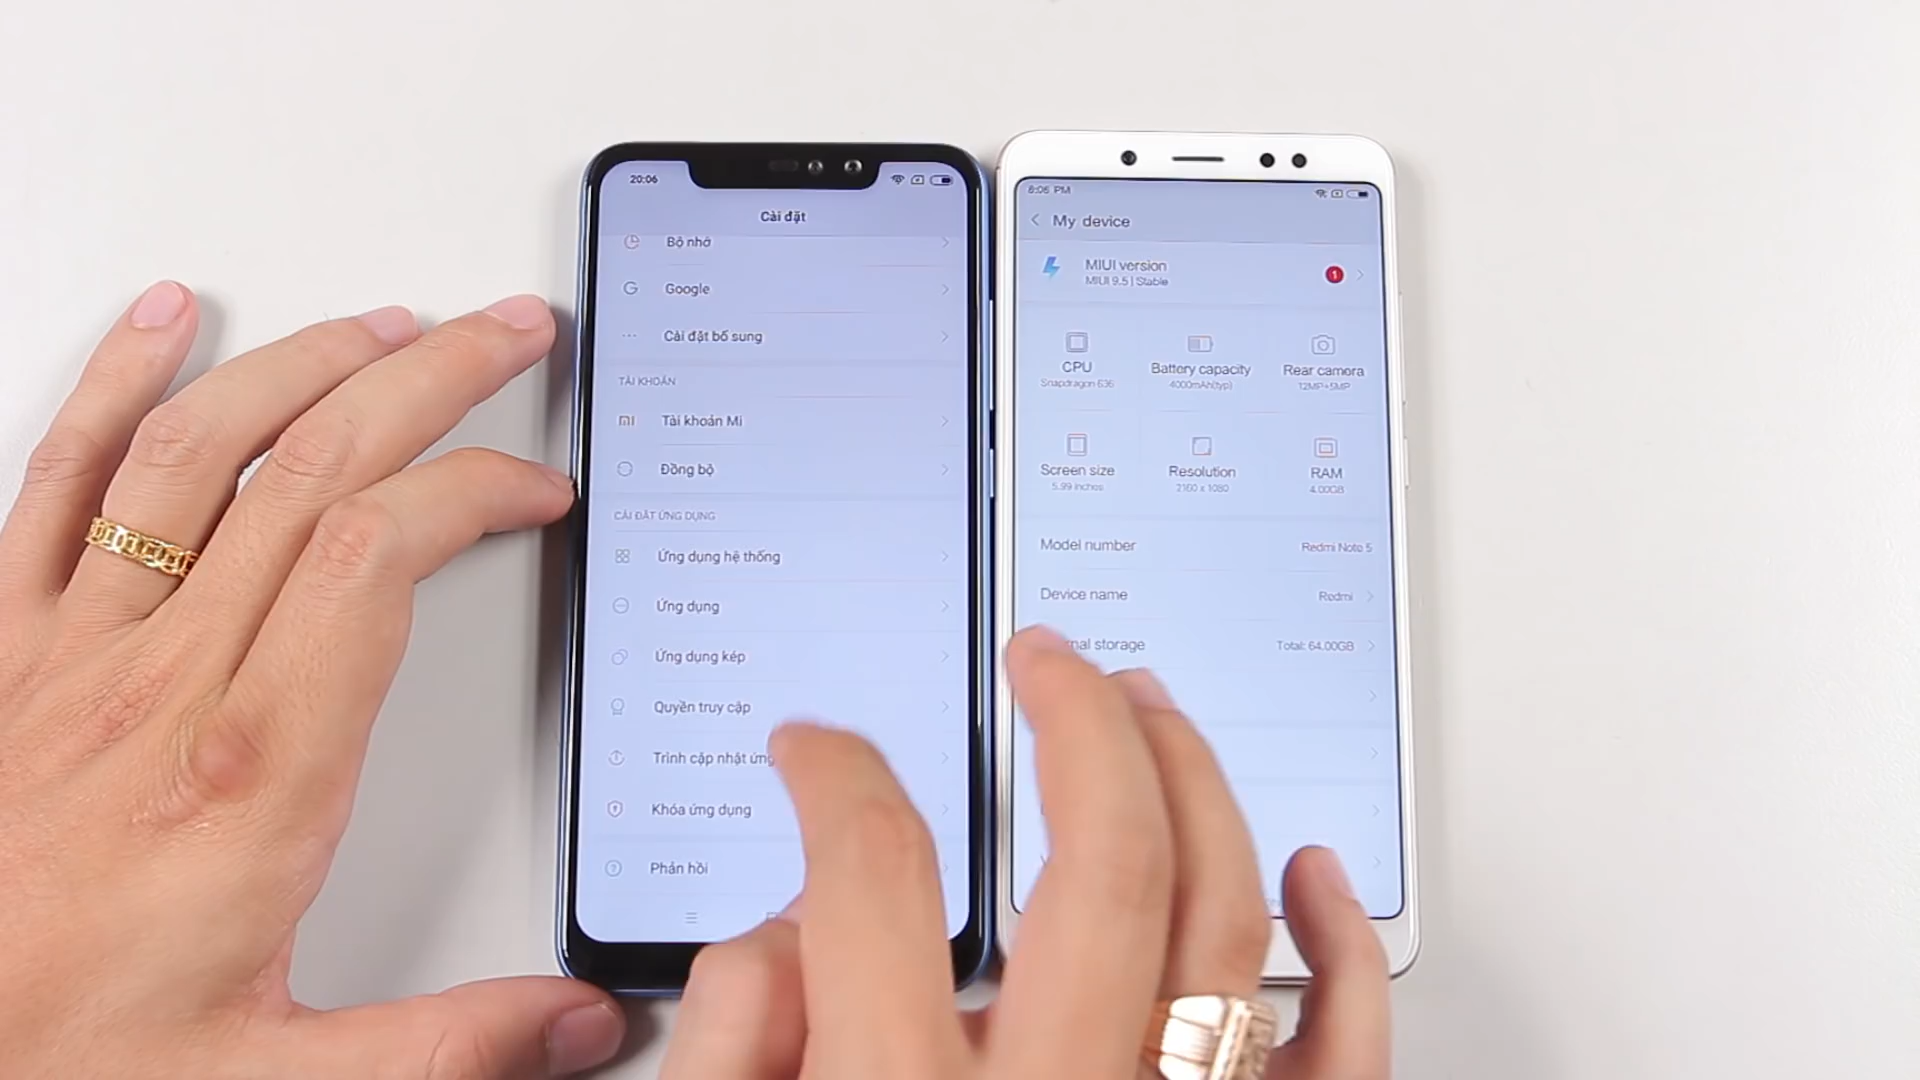 20:06
Cài đặt
Bộ nhớ
Google
Cài đặt bổ sung
TÀI KHOẢN
Tài khoản Mi
Đồng bộ
CÀI ĐẶT ỨNG DỤNG
Ứng dụng hệ thống
Ứng dụng
Ứng dụng kép
Quyền truy cập
Trình cập nhật ứng
Khóa ứng dụng
Phản hồi
8:06 PM
My device
MIUI version
MIUI 9.5 | Stable
1
CPU
Snapdragon 636
Battery capacity
4000mAh(typ)
Rear camera
12MP+5MP
Screen size
5.99 inches
Resolution
2160 x 1080
RAM
4.00GB
Model number
Redmi Note 5
Device name
Redmi
storage
Total: 64.00GB